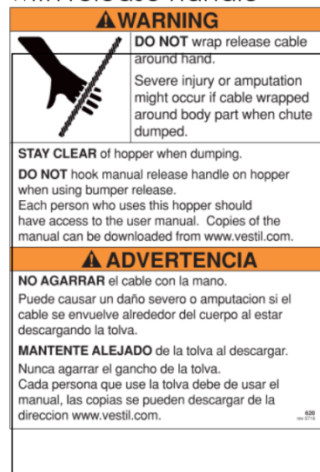 WARNING
DO NOT wrap release cable
around hand.
Severe injury or amputation
might occur if cable wrapped
around body part when chute
dumped.
STAY CLEAR of hopper when dumping.
DO NOT hook manual release handle on hopper
when using bumper release.
Each person who uses this hopper should
have access to the user manual. Copies of the
manual can be downloaded from www.vestil.com.
ADVERTENCIA
NO AGARRAR el cable con la mano.
Puede causar un daño severo o amputacion si el
cable se envuelve alrededor del cuerpo al estar
descargando la tolva.
MANTENTE ALEJADO de la tolva al descargar.
Nunca agarrar el gancho de la tolva.
Cada persona que use la tolva debe de usar el
manual, las copias se pueden descargar de la
direccion www.vestil.com.